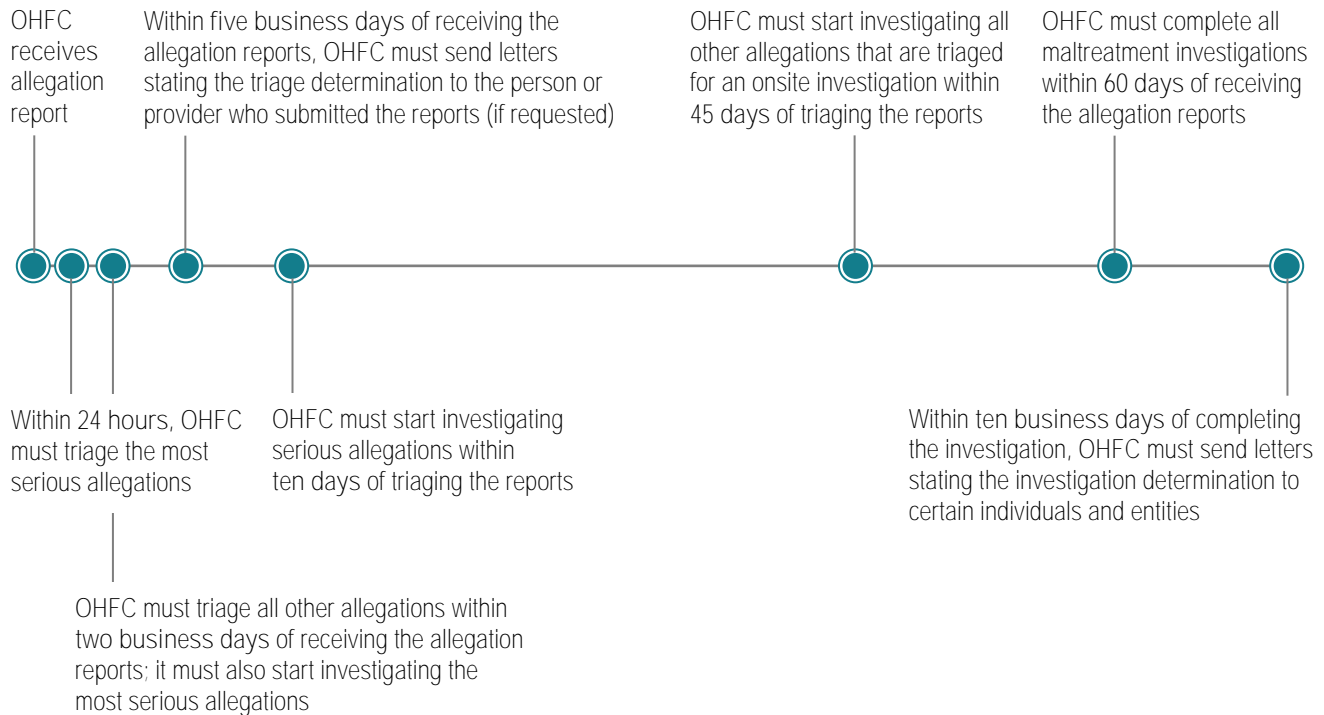 OHFC
receives
allegation
report
Within five business days of receiving the
allegation reports, OHFC must send letters
stating the triage determination to the person or
provider who submitted the reports (if requested)
OHFC must start investigating all
other allegations that are triaged
for an onsite investigation within
45 days of triaging the reports
OHFC must complete all
maltreatment investigations
within 60 days of receiving
the allegation reports
Within 24 hours, OHFC
must triage the most
serious allegations
OHFC must start investigating
serious allegations within
ten days of triaging the reports
Within ten business days of completing
the investigation, OHFC must send letters
stating the investigation determination to
certain individuals and entities
OHFC must triage all other allegations within
two business days of receiving the allegation
reports; it must also start investigating the
most serious allegations